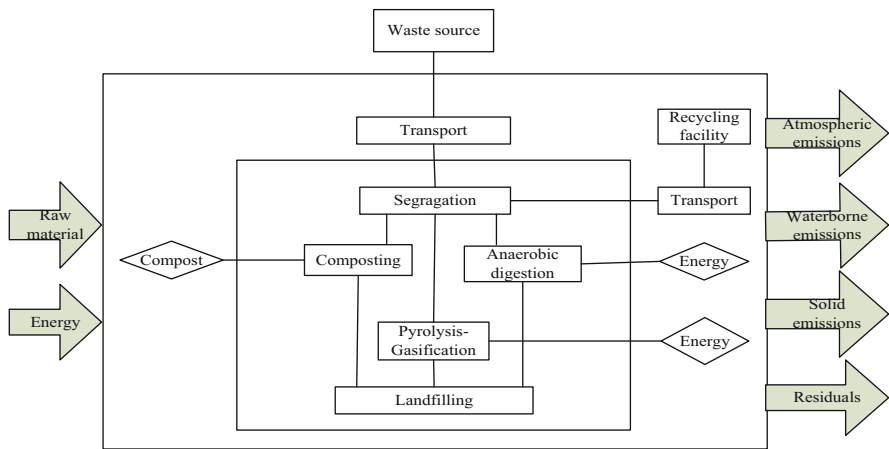 Waste source
Transport
Recycling
facility
Atmospheric
emissions
Segragation
Transport
Raw
material
Waterborne
emissions
Compost
Composting
Anaerobic
digestion
Energy
Energy
Solid
emissions
Pyrolysis-
Gasification
Energy
Landfilling
Residuals